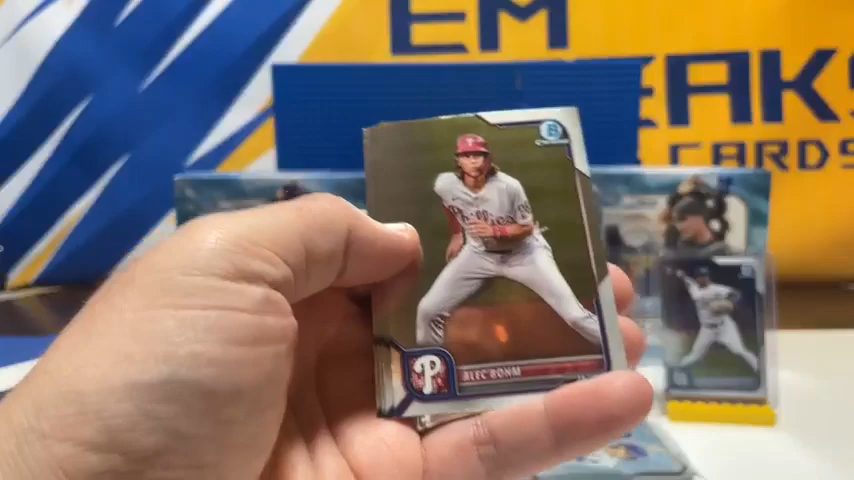 EM
EAKS
CARDS
B
Phillies
P
ALEC BOHM